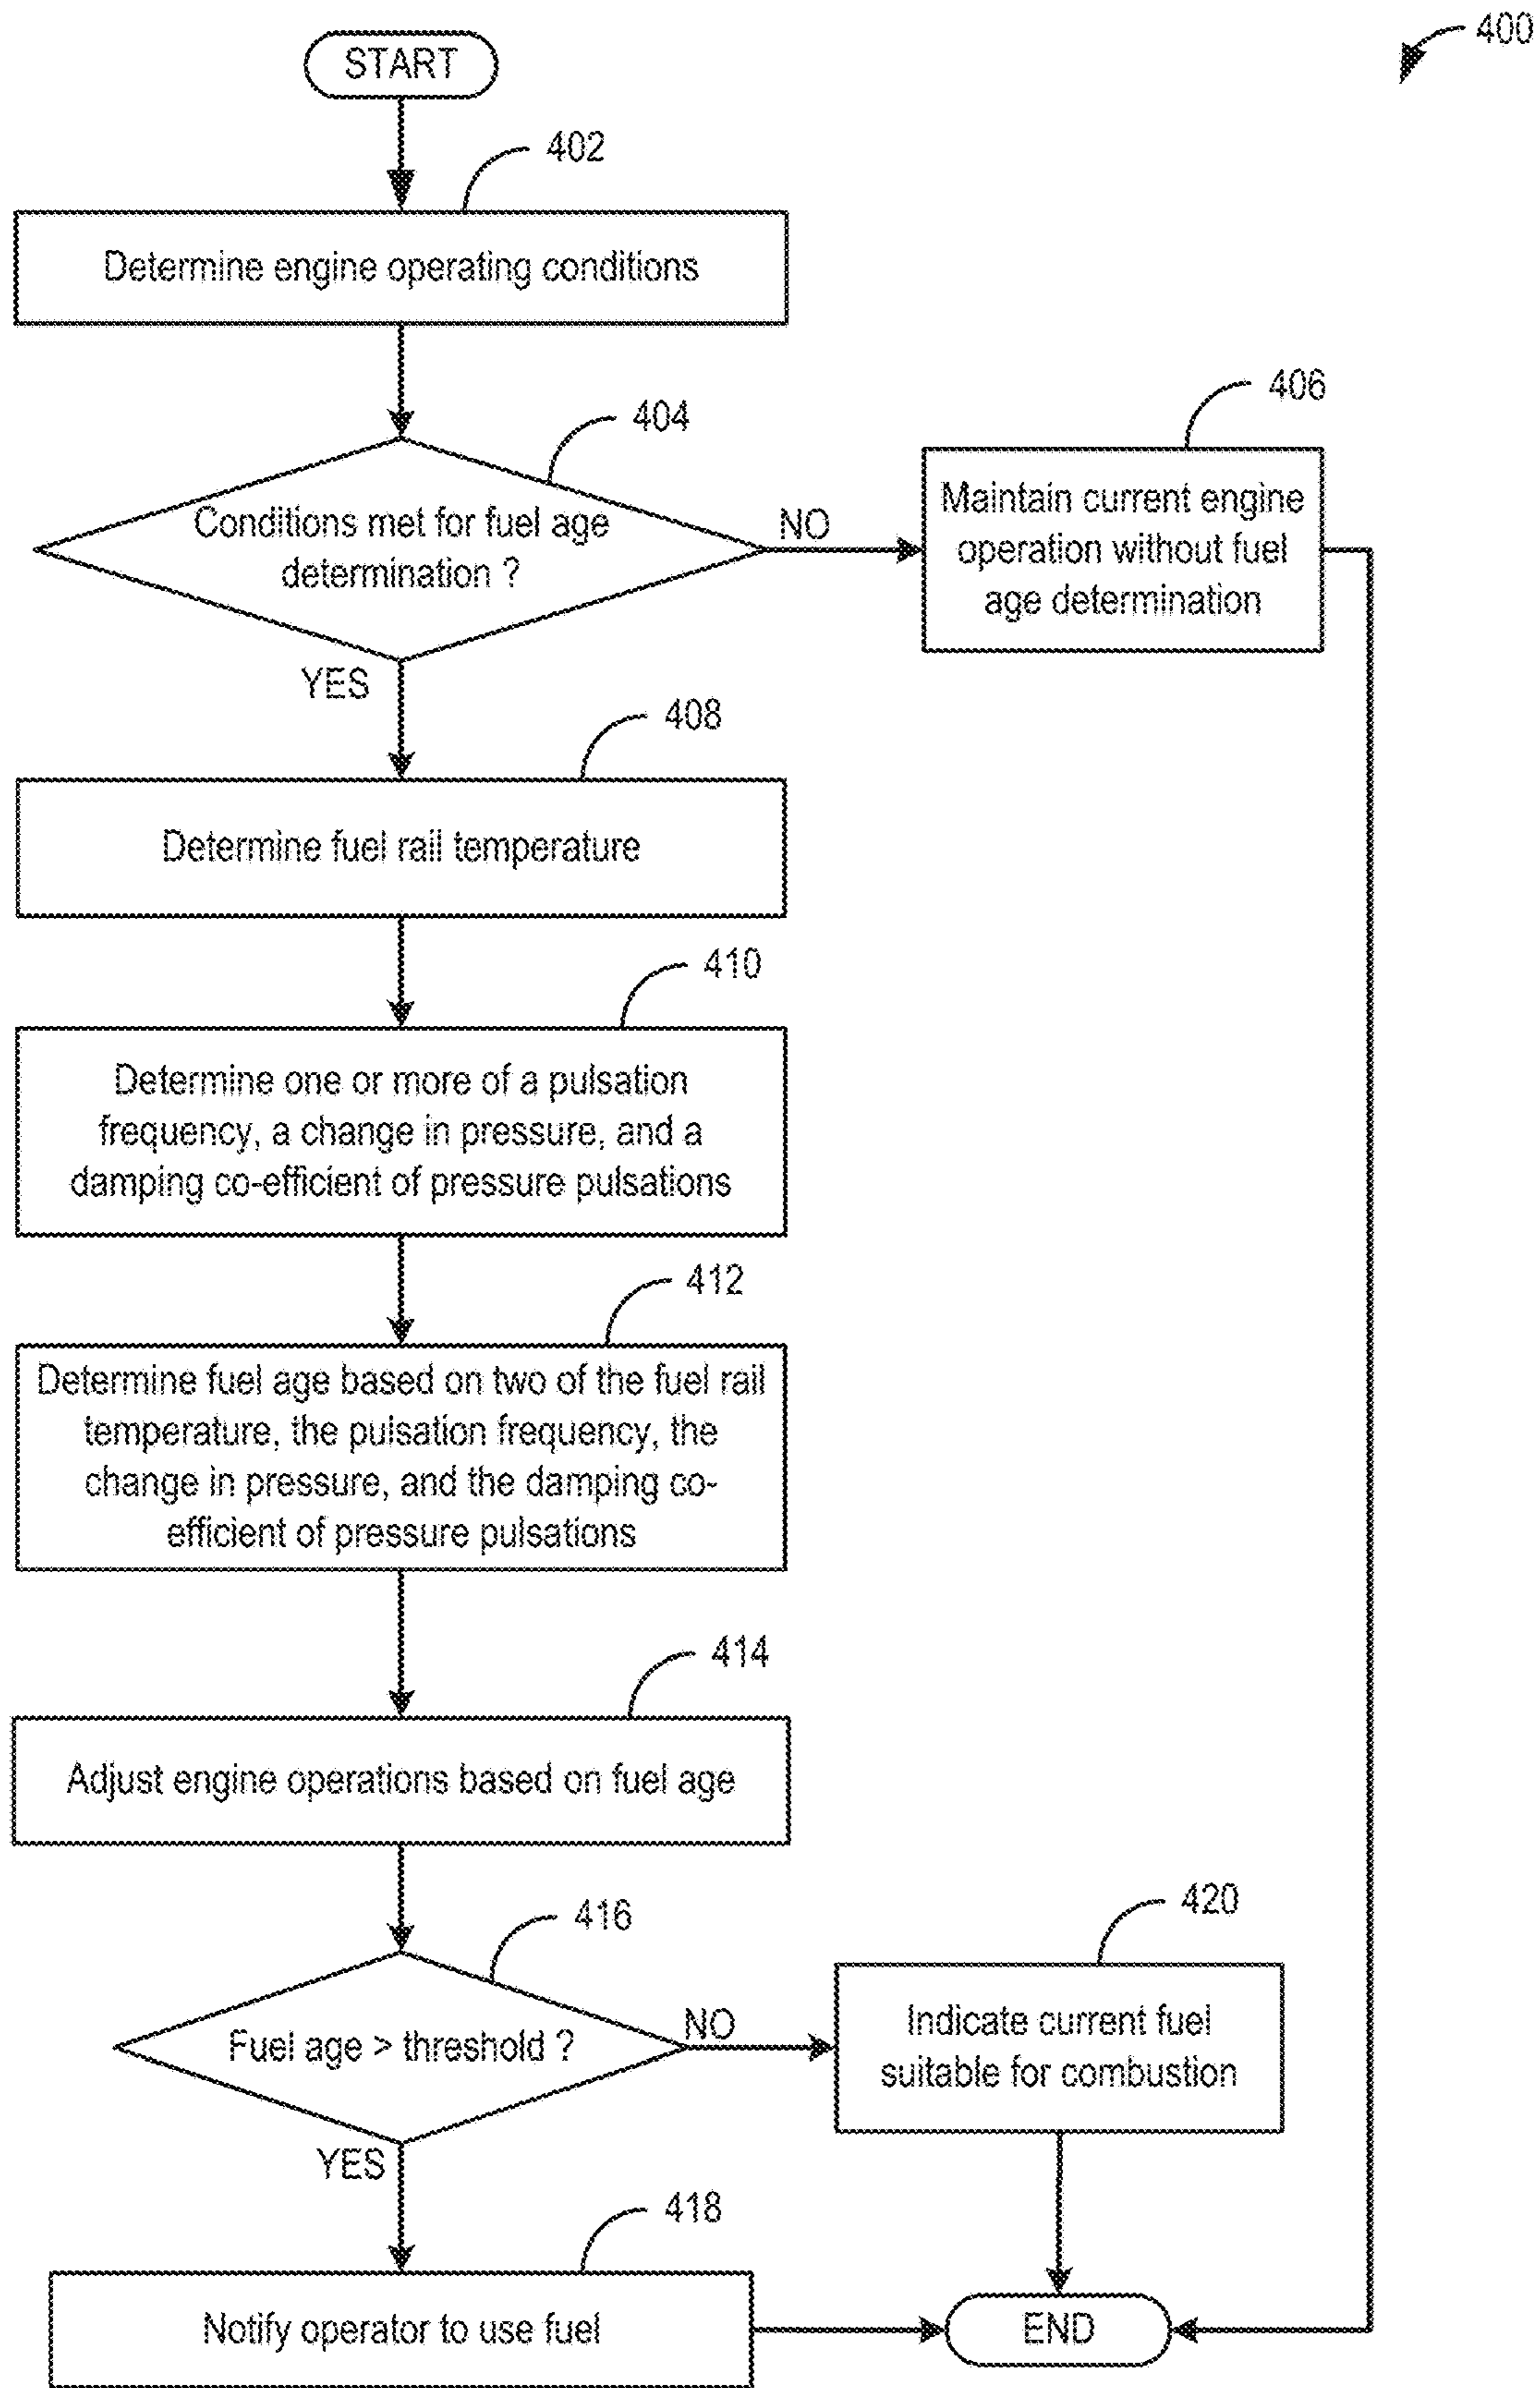 400
START
402
Determine engine operating conditions
404
Conditions met for fuel age
determination ?
NO
YES
406
Maintain current engine
operation without fuel
age determination
408
Determine fuel rail temperature
410
Determine one or more of a pulsation
frequency, a change in pressure, and a
damping co-efficient of pressure pulsations
412
Determine fuel age based on two of the fuel rail
temperature, the pulsation frequency, the
change in pressure, and the damping co-
efficient of pressure pulsations
414
Adjust engine operations based on fuel age
416
Fuel age > threshold ?
NO
YES
420
Indicate current fuel
suitable for combustion
418
Notify operator to use fuel
END